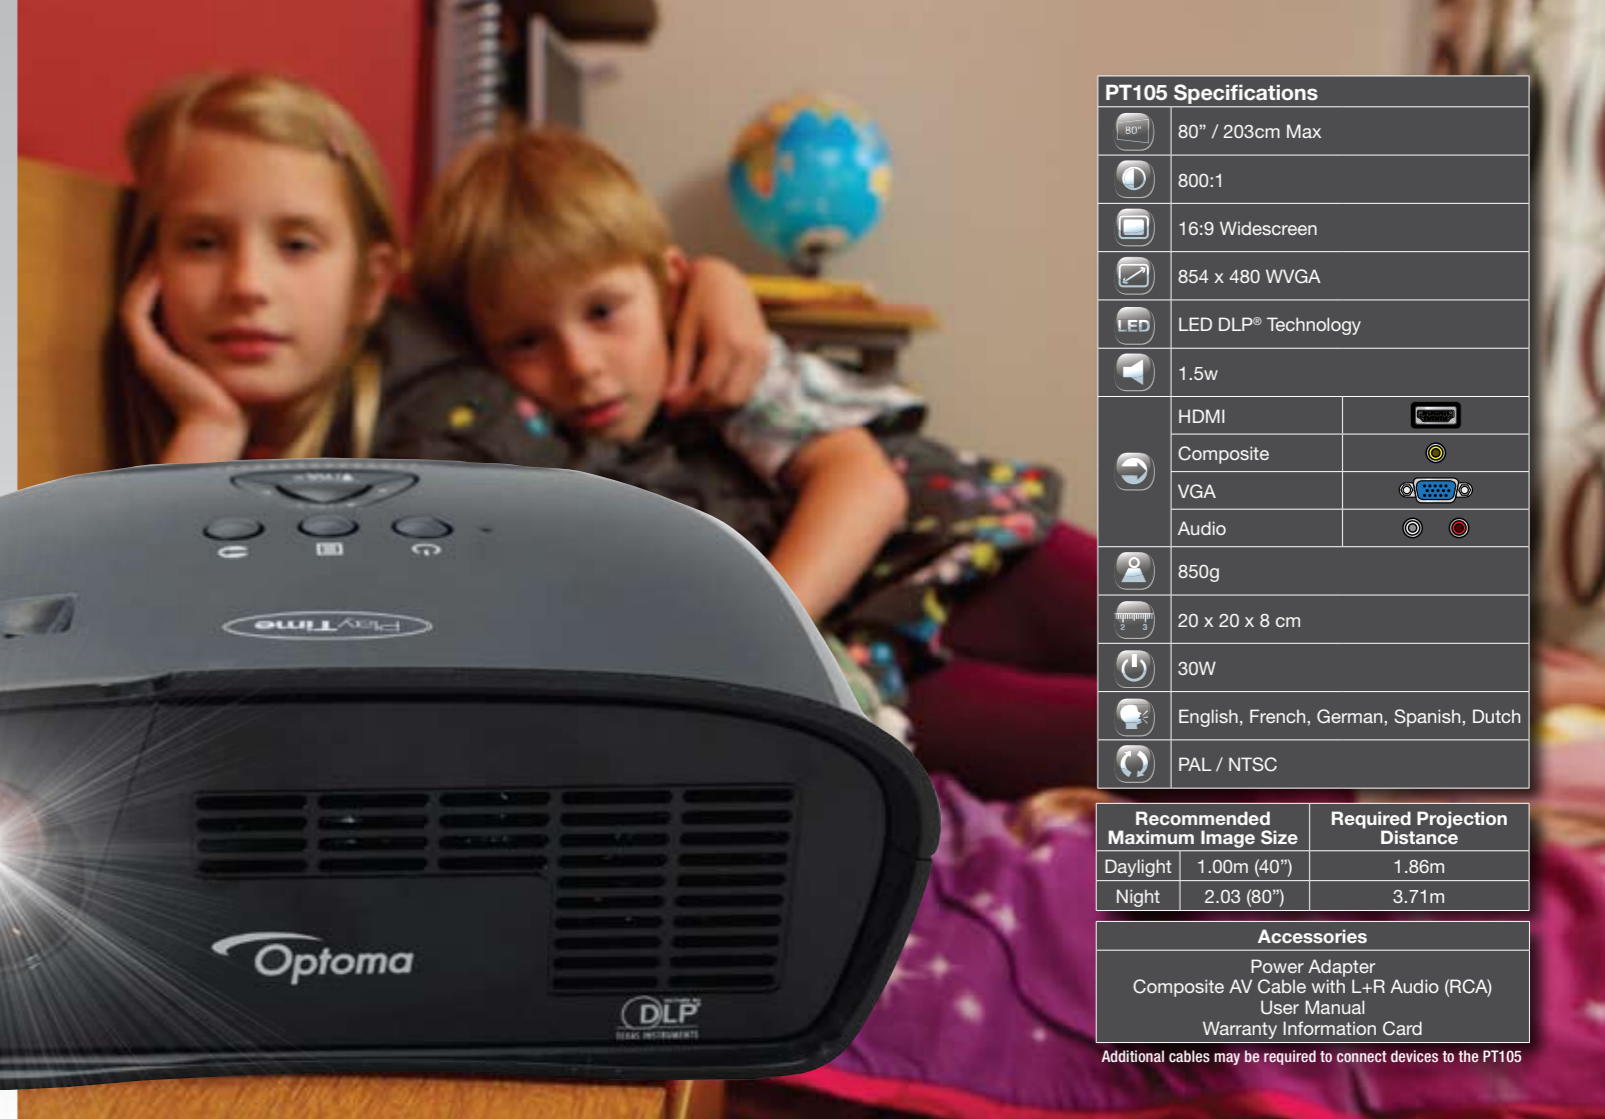 PT105 Specifications
80"
80” / 203cm Max
800:1
16:9 Widescreen
854 x 480 WVGA
LED
LED DLP® Technology
1.5w
HDMI
Composite
VGA
Audio
850g
2 3
20 x 20 x 8 cm
30W
English, French, German, Spanish, Dutch
PAL / NTSC
Recommended Maximum Image Size
Required Projection Distance
Daylight 1.00m (40”) 1.86m
Night 2.03 (80”) 3.71m
Accessories
Power Adapter
Composite AV Cable with L+R Audio (RCA)
User Manual
Warranty Information Card
Additional cables may be required to connect devices to the PT105
PlayTime
Optoma
DLP
TEXAS INSTRUMENTS